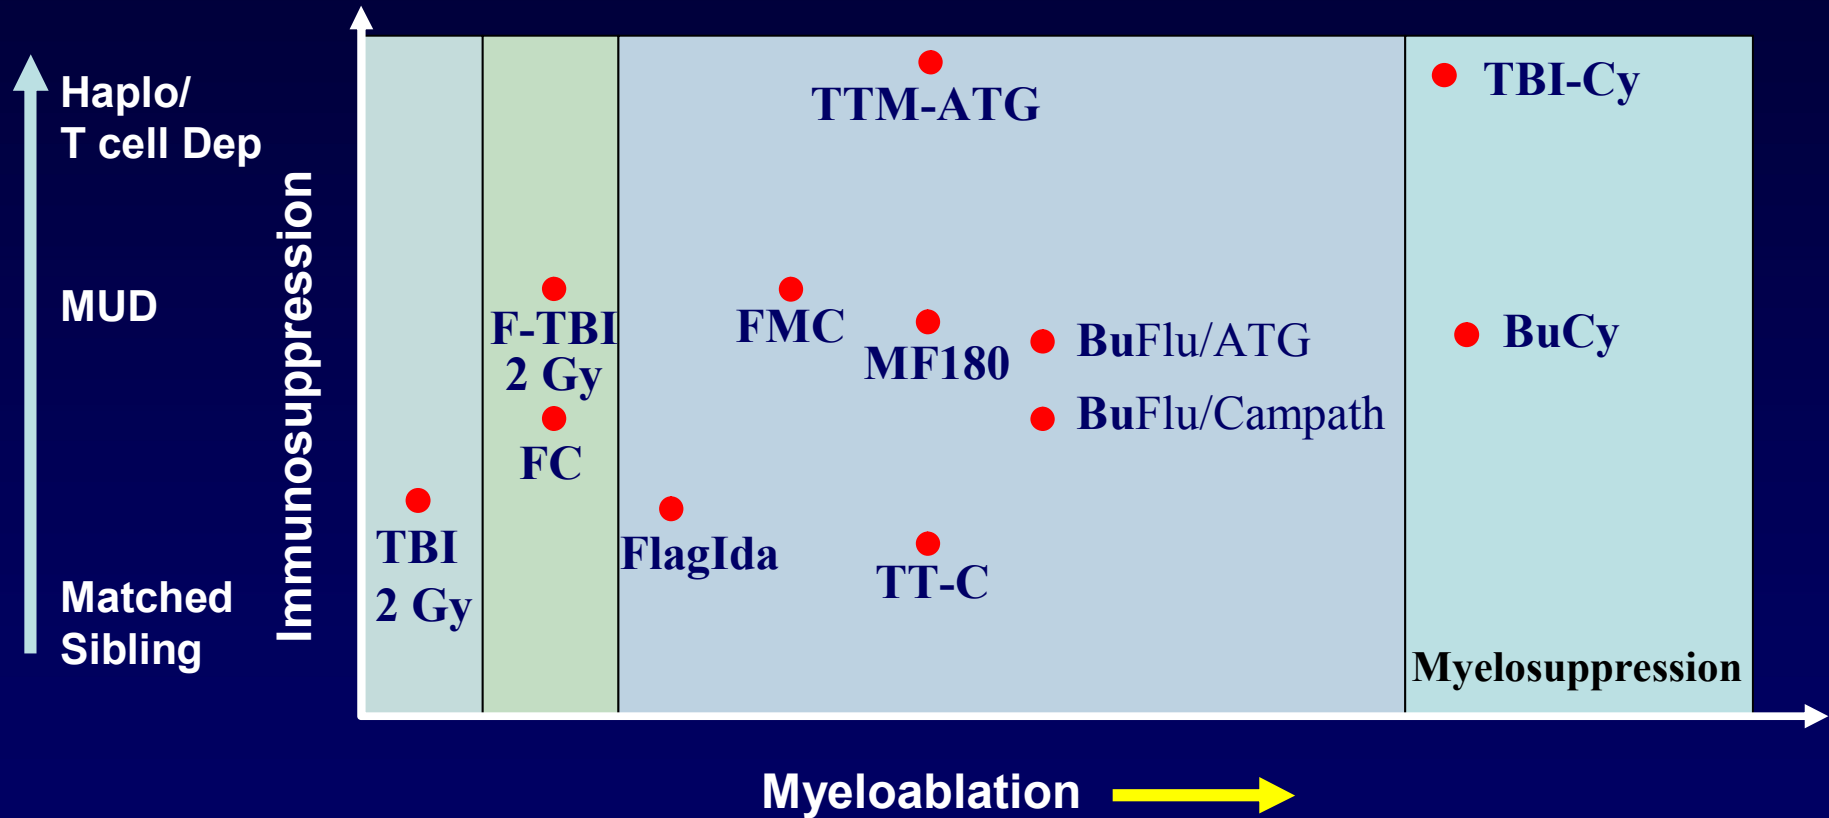 Haplo/
T cell Dep
MUD
Matched
Sibling
Immunosuppression
TTM-ATG
TBI-Cy
F-TBI
2 Gy
FC
FMC
MF180
BuFlu/ATG
BuFlu/Campath
BuCy
TBI
2 Gy
FlagIda
TT-C
Myelosuppression
Myeloablation